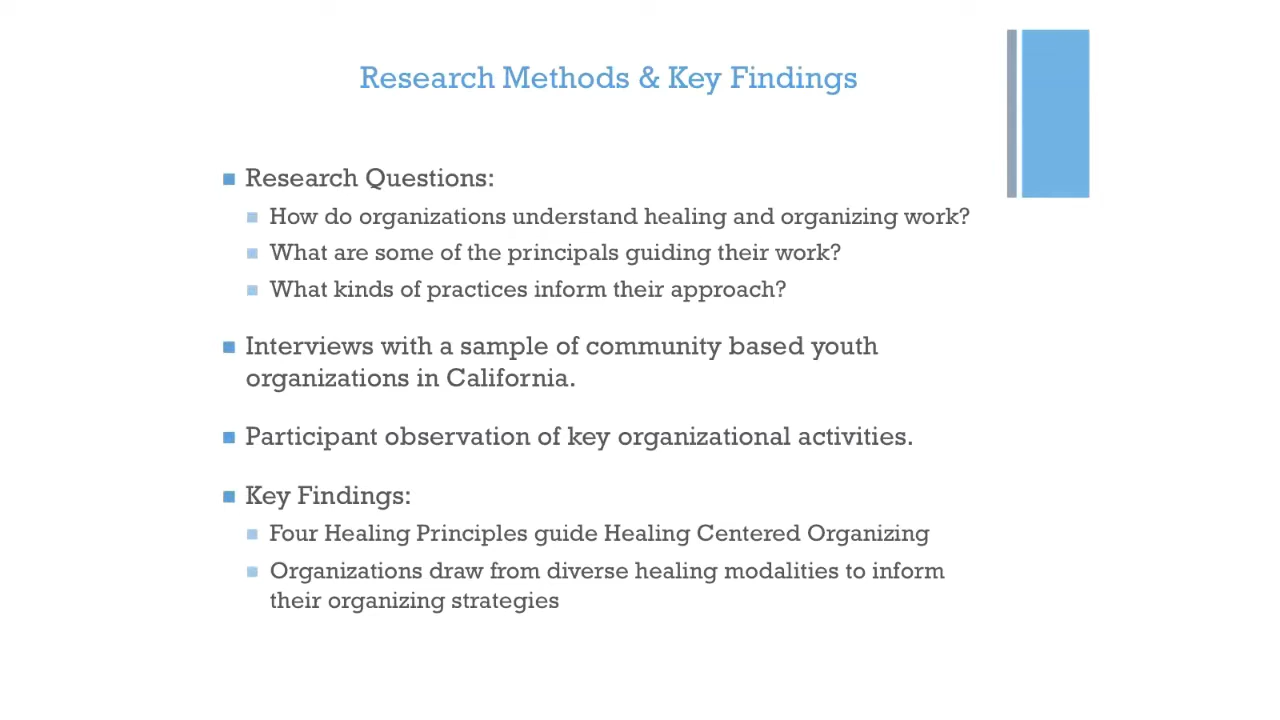 Research Methods & Key Findings
Research Questions:
How do organizations understand healing and organizing work?
What are some of the principals guiding their work?
What kinds of practices inform their approach?
Interviews with a sample of community based youth
organizations in California.
Participant observation of key organizational activities.
Key Findings:
Four Healing Principles guide Healing Centered Organizing
Organizations draw from diverse healing modalities to inform
their organizing strategies